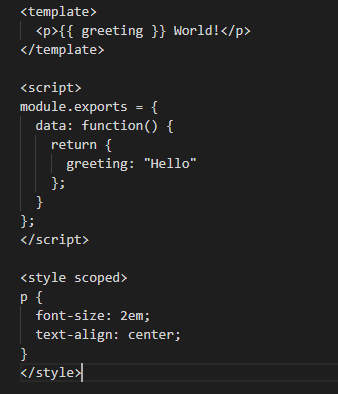 <template>
  <p>{{ greeting }} World!</p>
</template>

<script>
module.exports = {
  data: function() {
    return {
      greeting: "Hello"
    };
  }
};
</script>

<style scoped>
p {
  font-size: 2em;
  text-align: center;
}
</style>